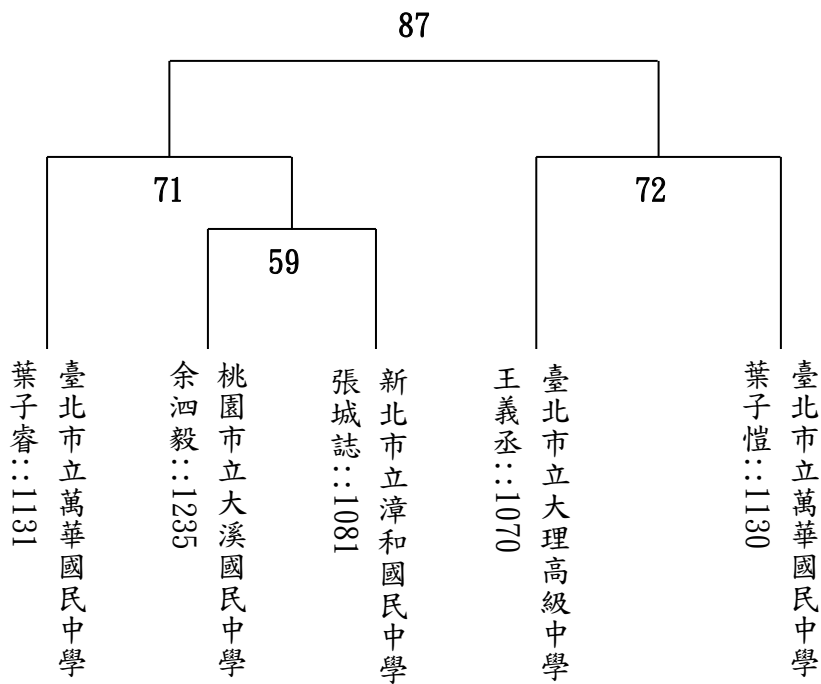 87
71
72
59
臺北市立萬華國民中學
葉子睿:::1131
桃園市立大溪國民中學
余泗毅:::1235
新北市立漳和國民中學
張城誌:::1081
臺北市立大理高級中學
王義丞:::1070
臺北市立萬華國民中學
葉子愷:::1130